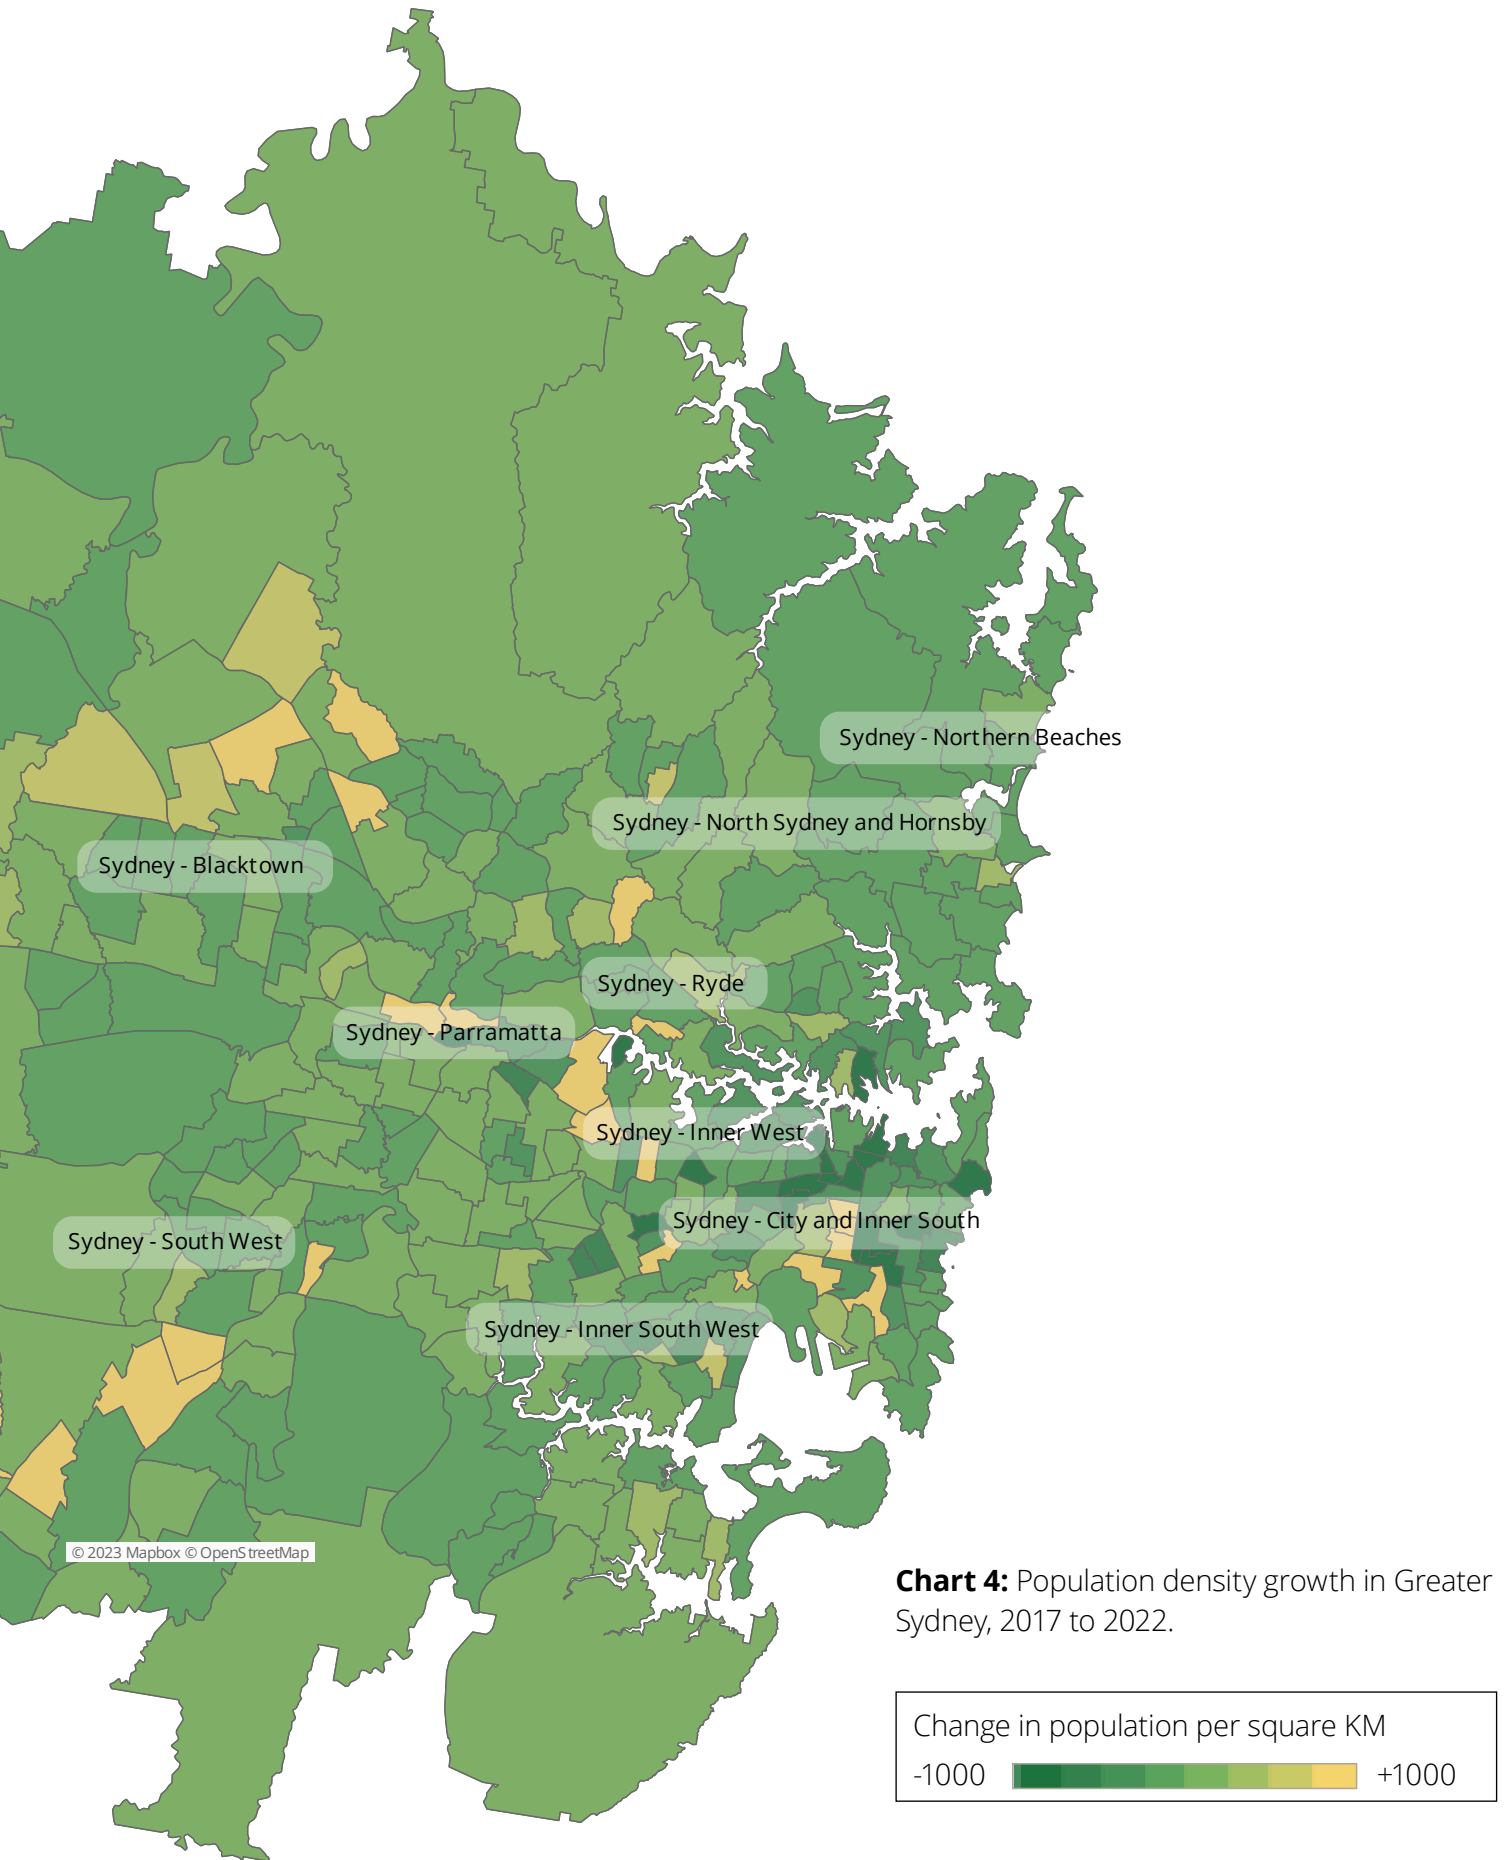 Sydney - Northern Beaches
Sydney - North Sydney and Hornsby
Sydney - Blacktown
Sydney - Ryde
Sydney - Parramatta
Sydney - Inner West
Sydney - City and Inner South
Sydney - South West
Sydney - Inner South West
© 2023 Mapbox © OpenStreetMap
Chart 4: Population density growth in Greater
Sydney, 2017 to 2022.
Change in population per square KM
-1000 +1000